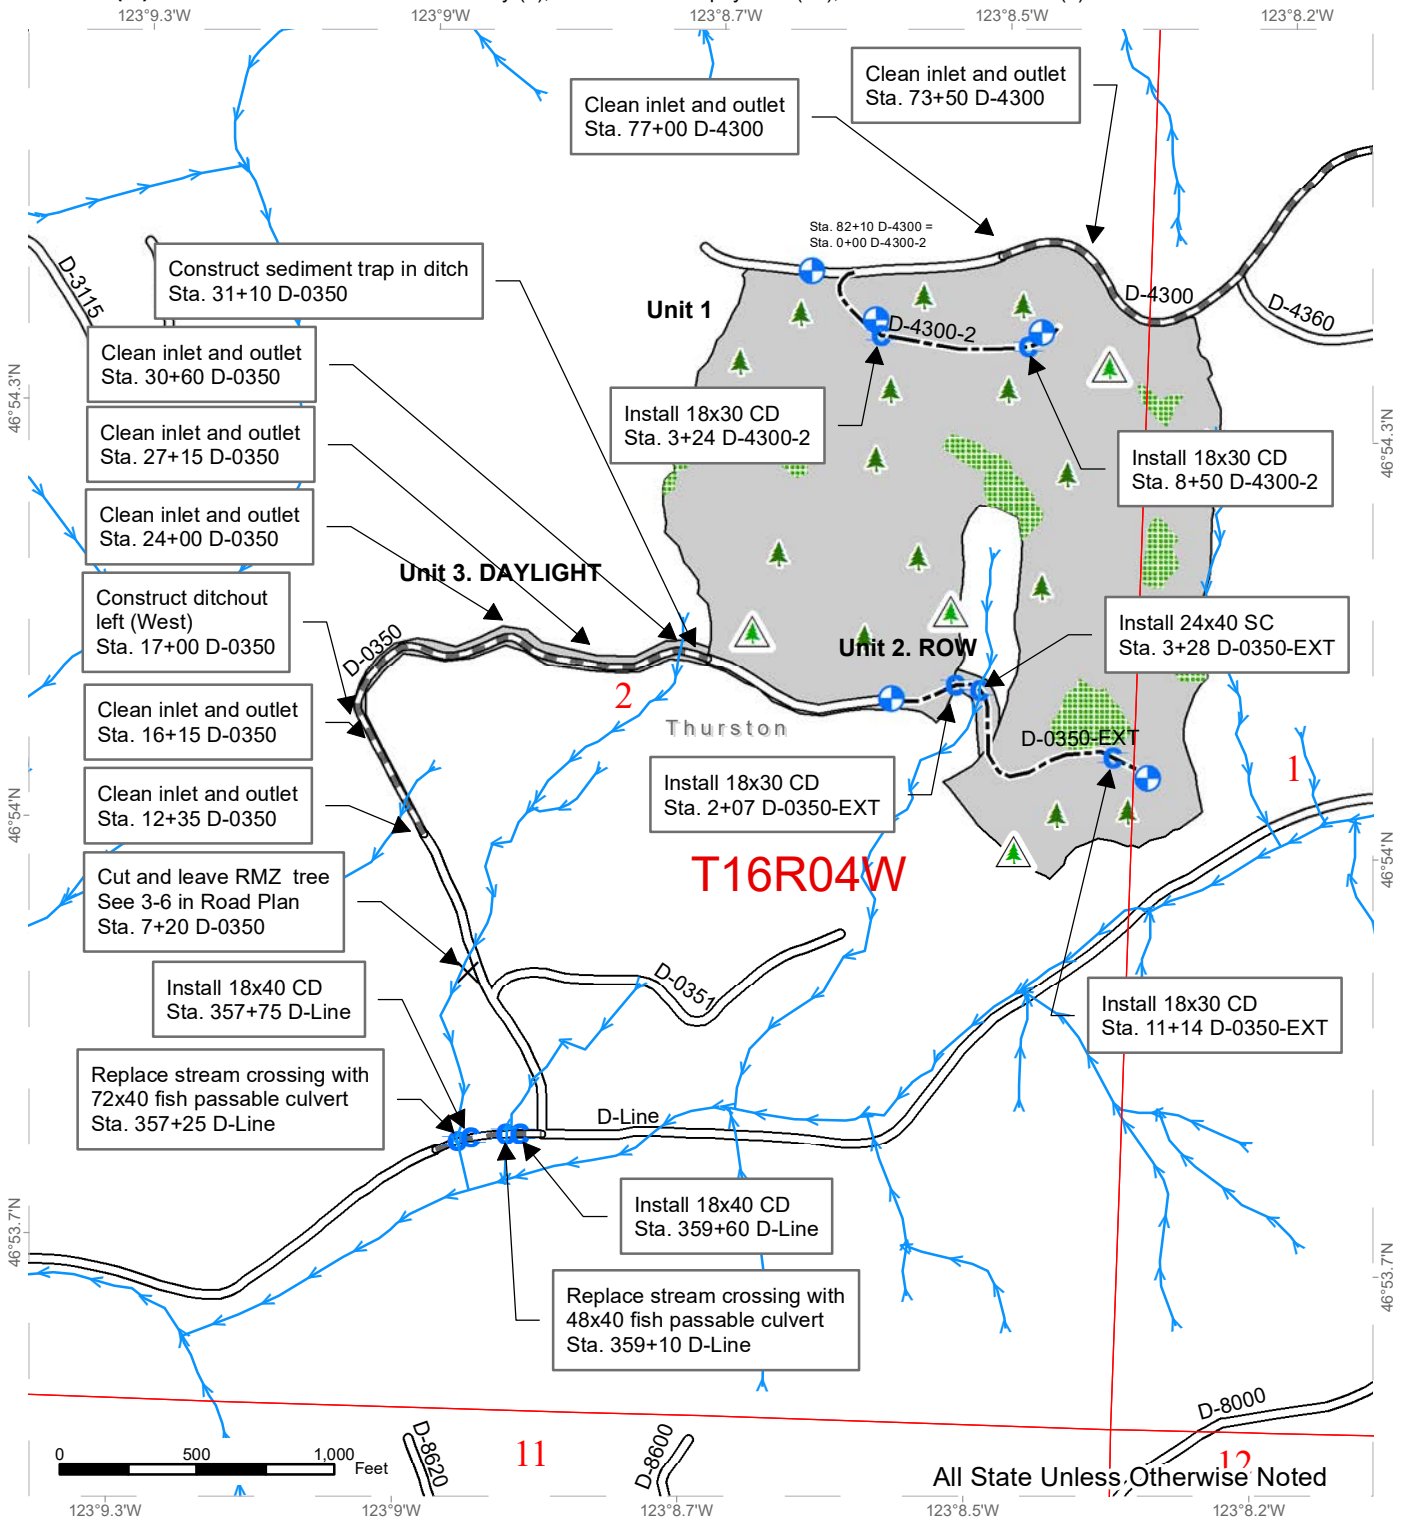 123°9.3'W
123°9'W
123°8.7'W
123°8.5'W
123°8.2'W
Clean inlet and outlet
Sta. 73+50 D-4300
Clean inlet and outlet
Sta. 77+00 D-4300
Sta. 82+10 D-4300 =
Sta. 0+00 D-4300-2
Construct sediment trap in ditch
Sta. 31+10 D-0350
D-3115
D-4300
D-4360
Unit 1
D-4300-2
Clean inlet and outlet
Sta. 30+60 D-0350
46°54.3'N
46°54.3'N
Install 18x30 CD
Sta. 3+24 D-4300-2
Clean inlet and outlet
Sta. 27+15 D-0350
Install 18x30 CD
Sta. 8+50 D-4300-2
Clean inlet and outlet
Sta. 24+00 D-0350
Unit 3. DAYLIGHT
Construct ditchout
left (West)
Sta. 17+00 D-0350
D-0350
Install 24x40 SC
Sta. 3+28 D-0350-EXT
Unit 2. ROW
2
Thurston
Clean inlet and outlet
Sta. 16+15 D-0350
D-0350-EXT
1
Install 18x30 CD
Sta. 2+07 D-0350-EXT
Clean inlet and outlet
Sta. 12+35 D-0350
46°54'N
46°54'N
T16R04W
Cut and leave RMZ tree
See 3-6 in Road Plan
Sta. 7+20 D-0350
D-0351
Install 18x40 CD
Sta. 357+75 D-Line
Install 18x30 CD
Sta. 11+14 D-0350-EXT
Replace stream crossing with
72x40 fish passable culvert
Sta. 357+25 D-Line
D-Line
Install 18x40 CD
Sta. 359+60 D-Line
46°53.7'N
46°53.7'N
Replace stream crossing with
48x40 fish passable culvert
Sta. 359+10 D-Line
D-8000
D-8620
D-8600
11
12
0 500 1,000
Feet
All State Unless Otherwise Noted
123°9.3'W
123°9'W
123°8.7'W
123°8.5'W
123°8.2'W